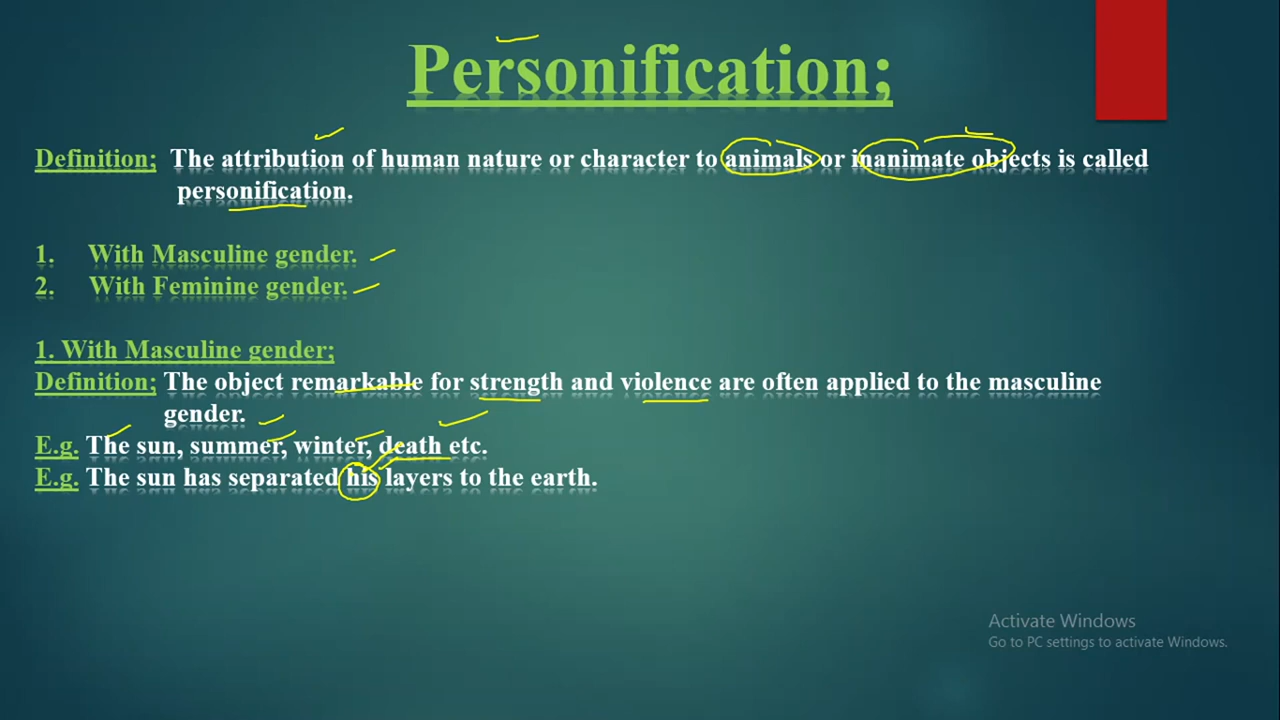 Personification;
Definition; The attribution of human nature or character to animals or inanimate objects is called
personification.
1. With Masculine gender.
2. With Feminine gender.
1. With Masculine gender;
Definition; The object remarkable for strength and violence are often applied to the masculine
gender.
E.g. The sun, summer, winter, death etc.
E.g. The sun has separated his layers to the earth.
Activate Windows
Go to PC settings to activate Windows.